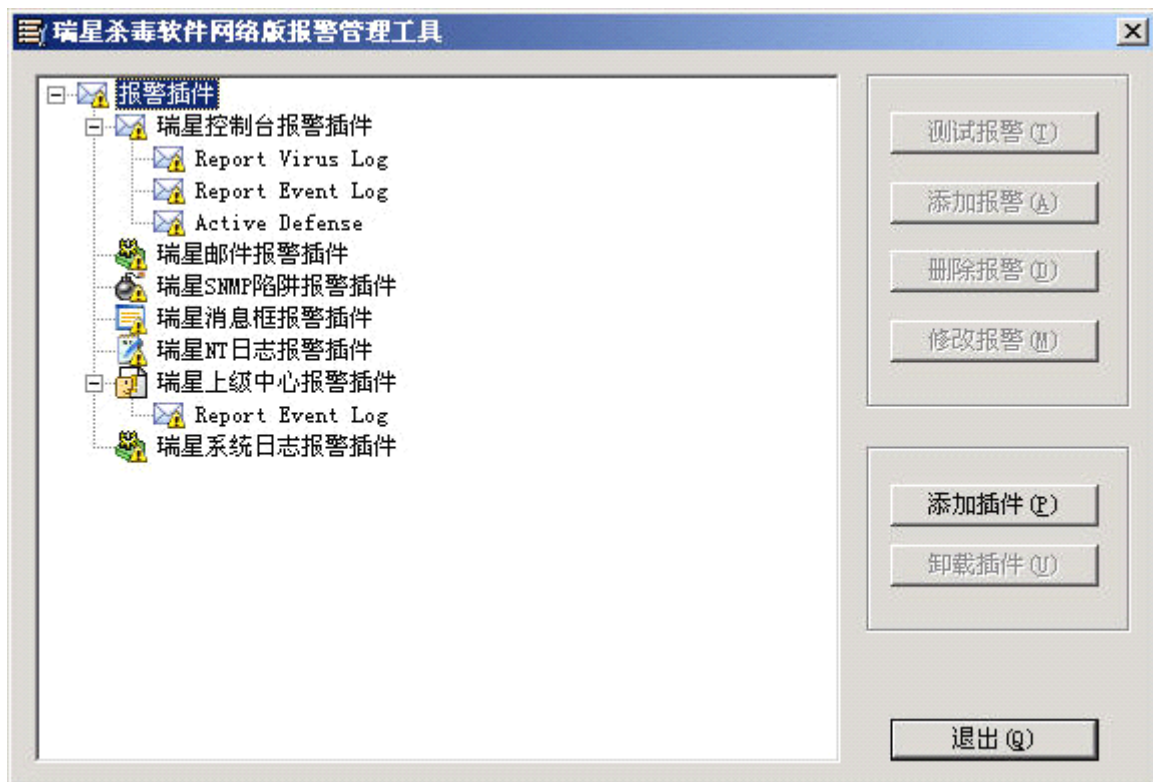 瑞星杀毒软件网络版报警管理工具
报警插件
瑞星控制台报警插件
Report Virus Log
Report Event Log
Active Defense
瑞星邮件报警插件
瑞星SNMP陷阱报警插件
瑞星消息框报警插件
瑞星NT日志报警插件
瑞星上级中心报警插件
Report Event Log
瑞星系统日志报警插件
测试报警(T)
添加报警(A)
删除报警(D)
修改报警(M)
添加插件(P)
卸载插件(U)
退出(Q)